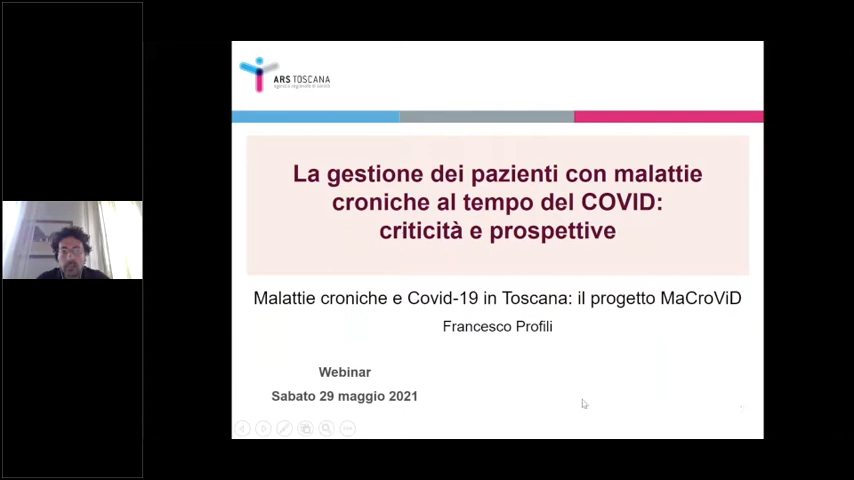 ARS TOSCANA
agenzia regionale di sanità
La gestione dei pazienti con malattie
croniche al tempo del COVID:
criticità e prospettive
Malattie croniche e Covid-19 in Toscana: il progetto MaCroViD
Francesco Profili
Webinar
Sabato 29 maggio 2021